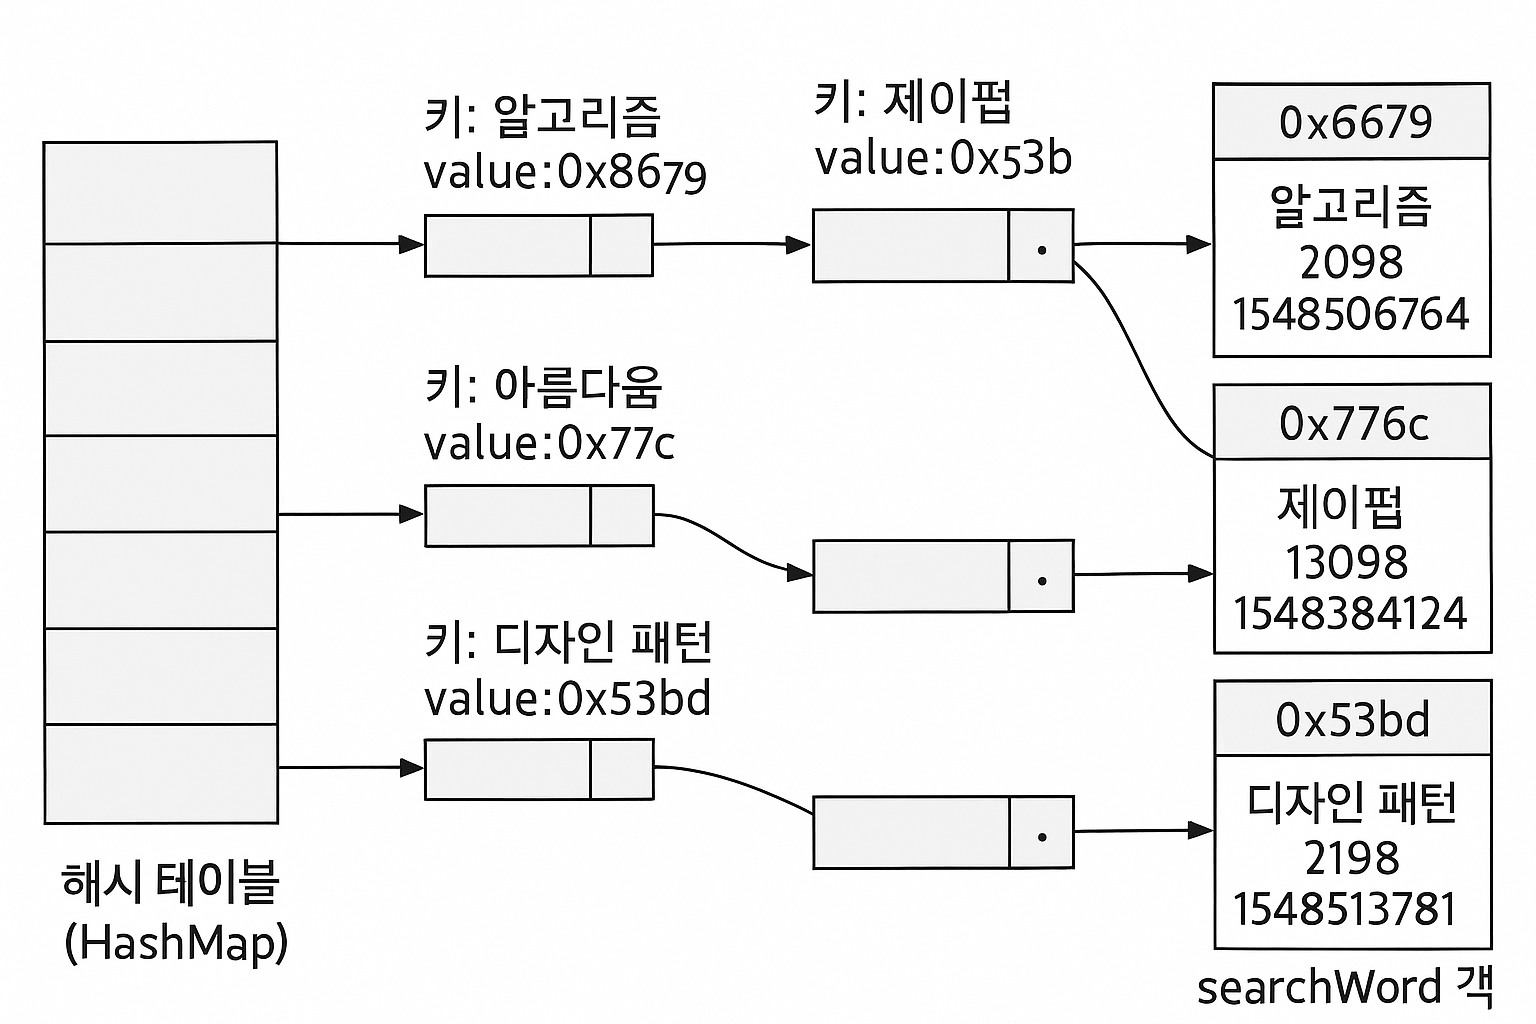 키: 알고리즘
value:0x8679
키: 제이펍
value:0x53b
0x6679
알고리즘
2098
1548506764
키: 아름다움
value:0x77c
0x776c
제이펍
13098
1548384124
키: 디자인 패턴
value:0x53bd
0x53bd
디자인 패턴
2198
1548513781
해시 테이블
(HashMap)
searchWord 객